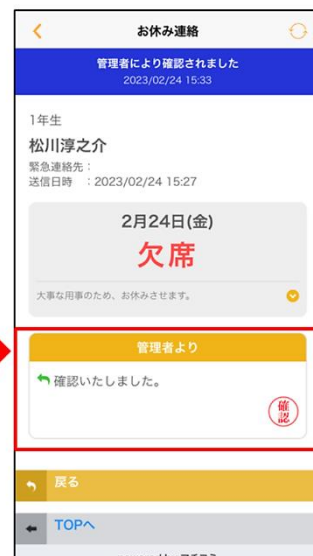 お休み連絡
管理者により確認されました
2023/02/24 15:33
1年生
松川淳之介
緊急連絡先：
送信日時 ：2023/02/24 15:27
2月24日(金)
欠席
大事な用事のため、お休みさせます。
管理者より
確認いたしました。
確認
戻る
TOPへ